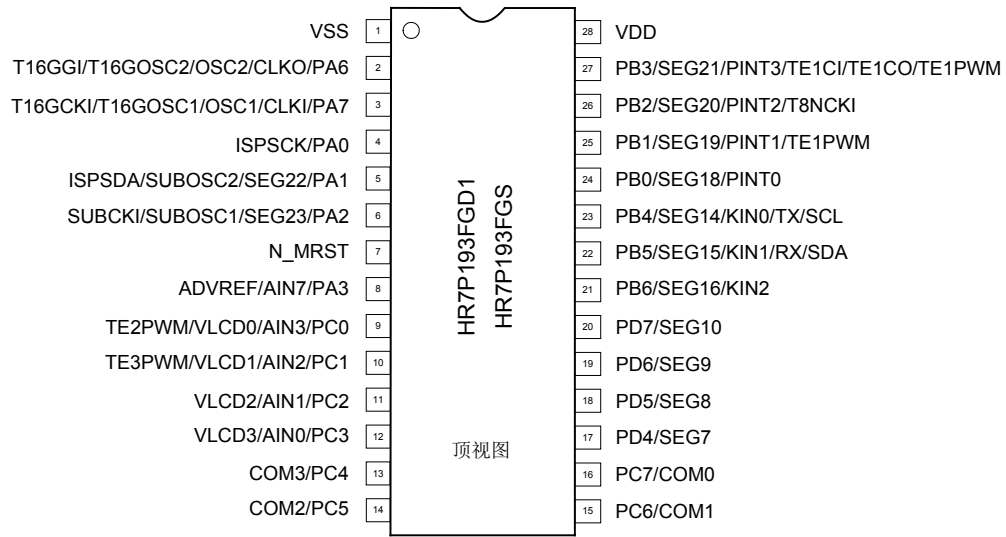 VSS 1
T16GGI/T16GOSC2/OSC2/CLKO/PA6 2
T16GCKI/T16GOSC1/OSC1/CLKI/PA7 3
ISPSCK/PA0 4
ISPSDA/SUBOSC2/SEG22/PA1 5
SUBCKI/SUBOSC1/SEG23/PA2 6
N_MRST 7
ADVREF/AIN7/PA3 8
TE2PWM/VLCD0/AIN3/PC0 9
TE3PWM/VLCD1/AIN2/PC1 10
VLCD2/AIN1/PC2 11
VLCD3/AIN0/PC3 12
COM3/PC4 13
COM2/PC5 14
HR7P193FGD1
HR7P193FGS
顶视图
28 VDD
27 PB3/SEG21/PINT3/TE1CI/TE1CO/TE1PWM
26 PB2/SEG20/PINT2/T8NCKI
25 PB1/SEG19/PINT1/TE1PWM
24 PB0/SEG18/PINT0
23 PB4/SEG14/KIN0/TX/SCL
22 PB5/SEG15/KIN1/RX/SDA
21 PB6/SEG16/KIN2
20 PD7/SEG10
19 PD6/SEG9
18 PD5/SEG8
17 PD4/SEG7
16 PC7/COM0
15 PC6/COM1